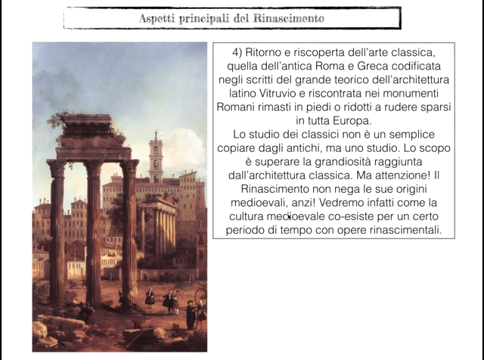 Aspetti principali del Rinascimento
4) Ritorno e riscoperta dell'arte classica,
quella dell'antica Roma e Greca codificata
negli scritti del grande teorico dell'architettura
latino Vitruvio e riscontrata nei monumenti
Romani rimasti in piedi o ridotti a rudere sparsi
in tutta Europa.
Lo studio dei classici non è un semplice
copiare dagli antichi, ma uno studio. Lo scopo
è superare la grandiosità raggiunta
dall'architettura classica. Ma attenzione! Il
Rinascimento non nega le sue origini
medioevali, anzi! Vedremo infatti come la
cultura medioevale co-esiste per un certo
periodo di tempo con opere rinascimentali.